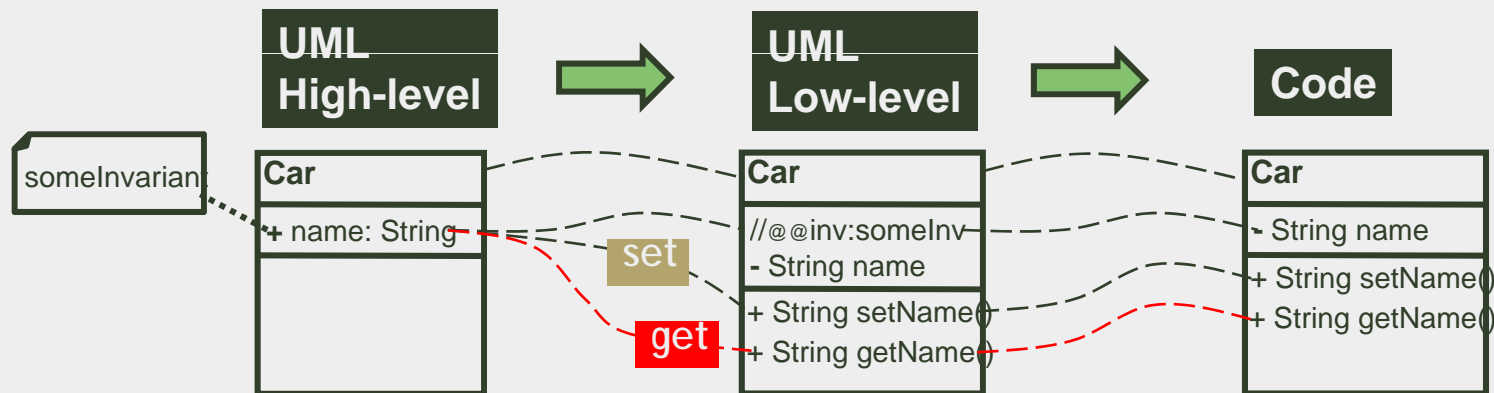 UML
High-level
UML
Low-level
Code
someInvariant
Car
+ name: String
set
get
Car
//@@inv:someInv
- String name
+ String setName()
+ String getName()
Car
- String name
+ String setName()
+ String getName()